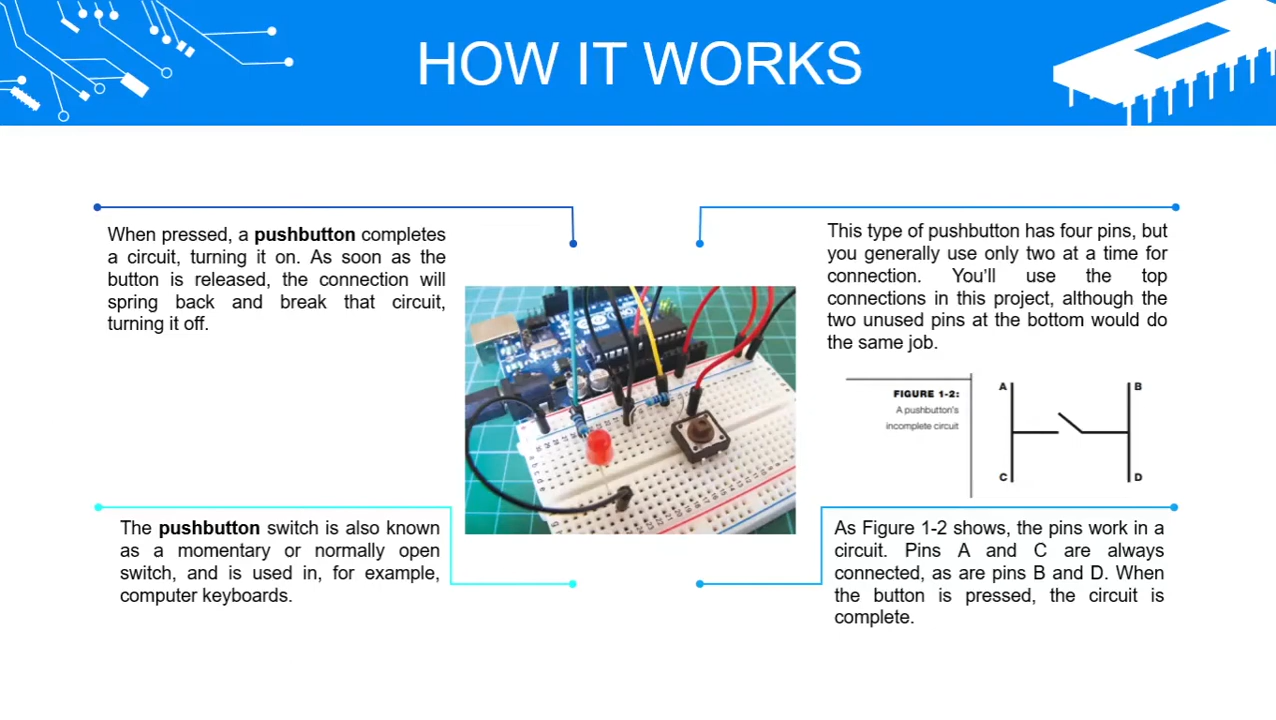 HOW IT WORKS
When pressed, a pushbutton completes
a circuit, turning it on. As soon as the
button is released, the connection will
spring back and break that circuit,
turning it off.
This type of pushbutton has four pins, but
you generally use only two at a time for
connection. You'll use the top
connections in this project, although the
two unused pins at the bottom would do
the same job.
FIGURE 1-2:
A pushbutton's
incomplete circuit
A
B
C
D
The pushbutton switch is also known
as a momentary or normally open
switch, and is used in, for example,
computer keyboards.
As Figure 1-2 shows, the pins work in a
circuit. Pins A and C are always
connected, as are pins B and D. When
the button is pressed, the circuit is
complete.